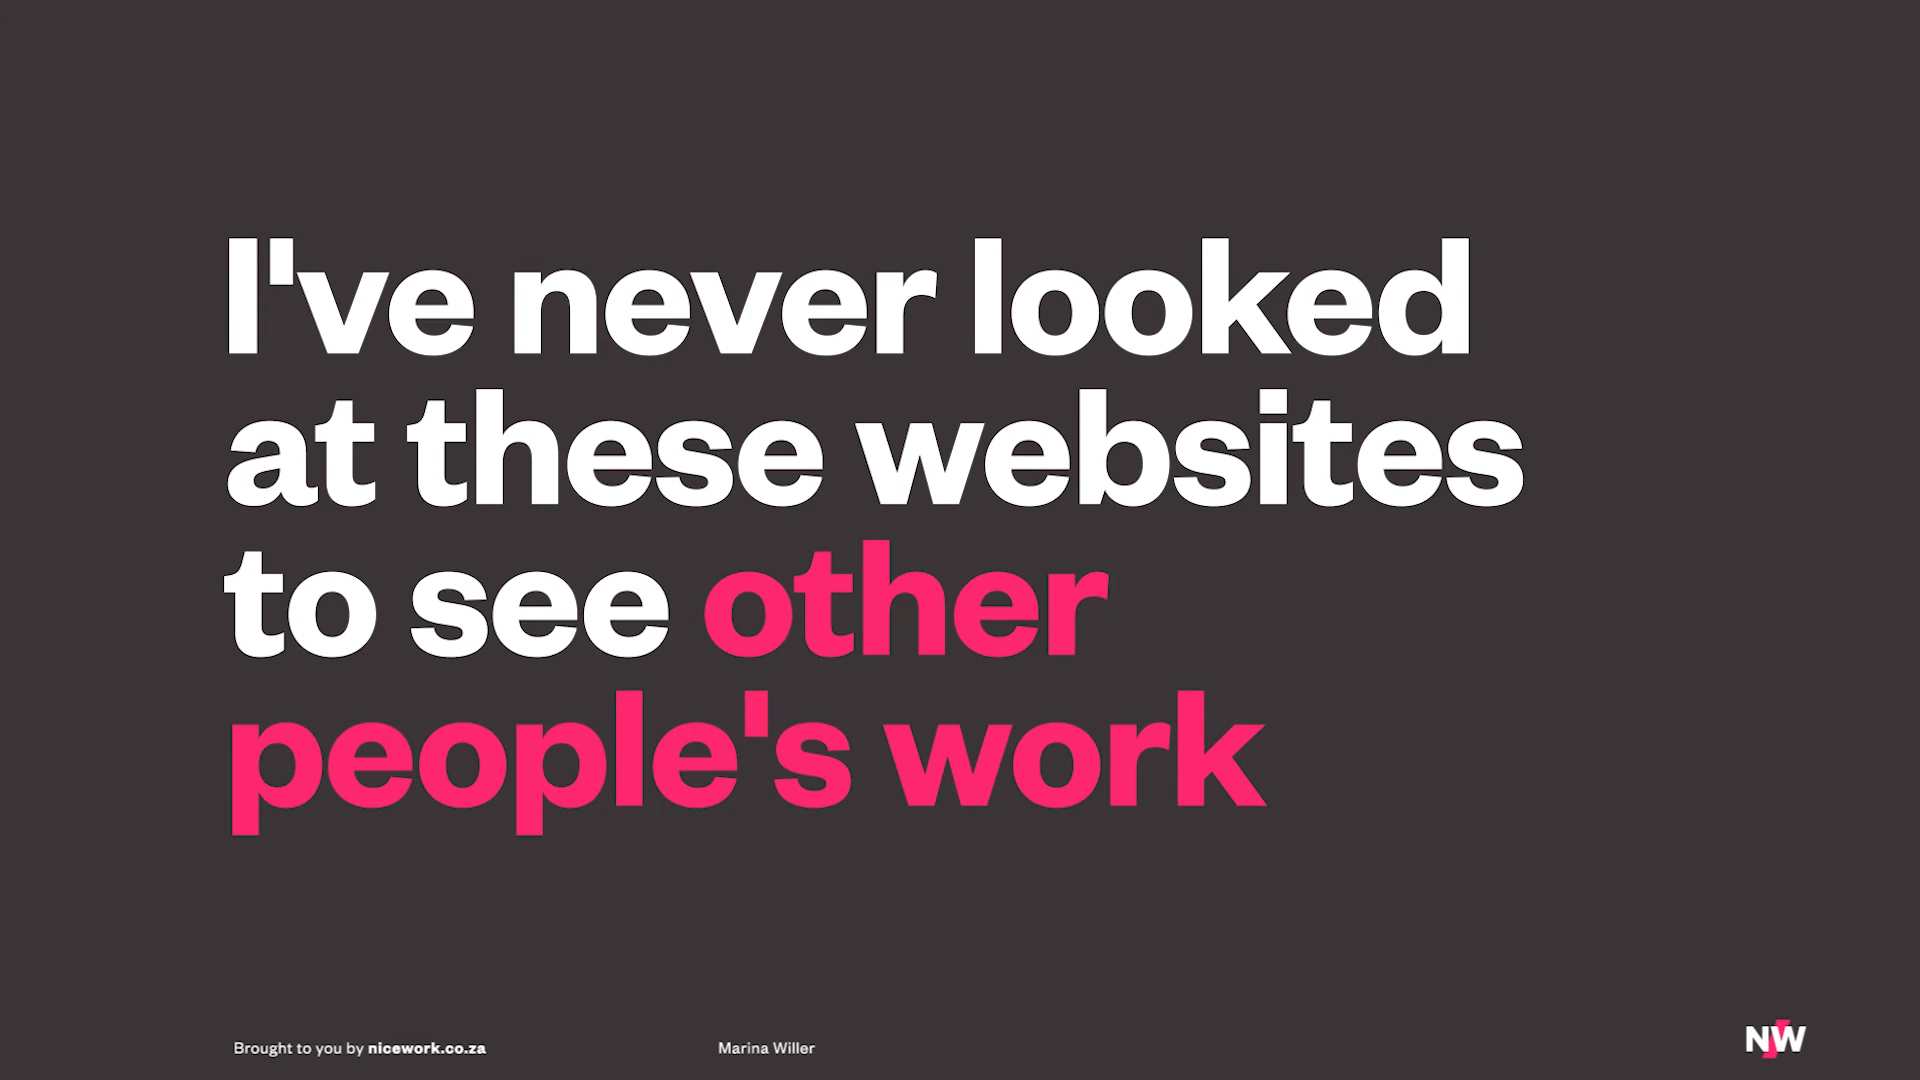 I've never looked
at these websites
to see other
people's work
Brought to you by nicework.co.za
Marina Willer
NW